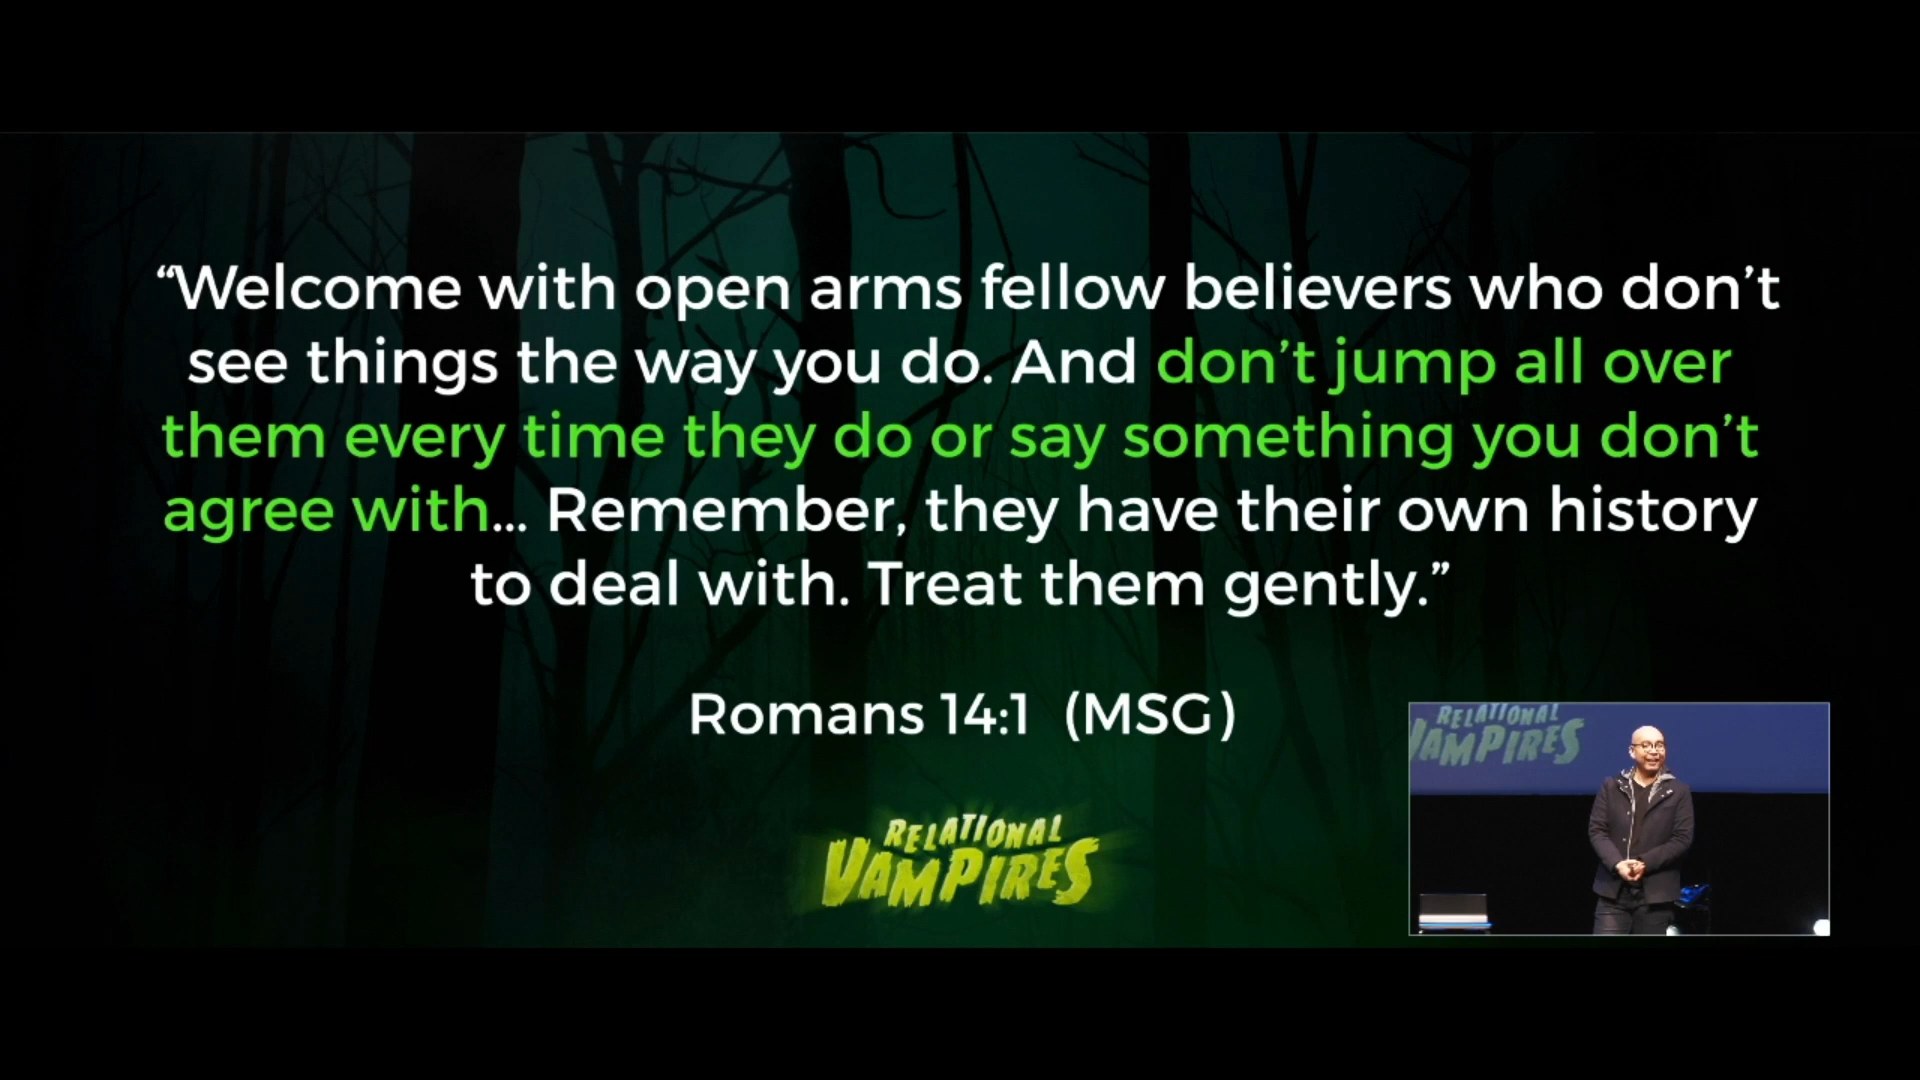 “Welcome with open arms fellow believers who don’t
see things the way you do. And don’t jump all over
them every time they do or say something you don’t
agree with... Remember, they have their own history
to deal with. Treat them gently.”
Romans 14:1 (MSG)
RELATIONAL
VAMPIRES
RELATIONAL
VAMPIRES